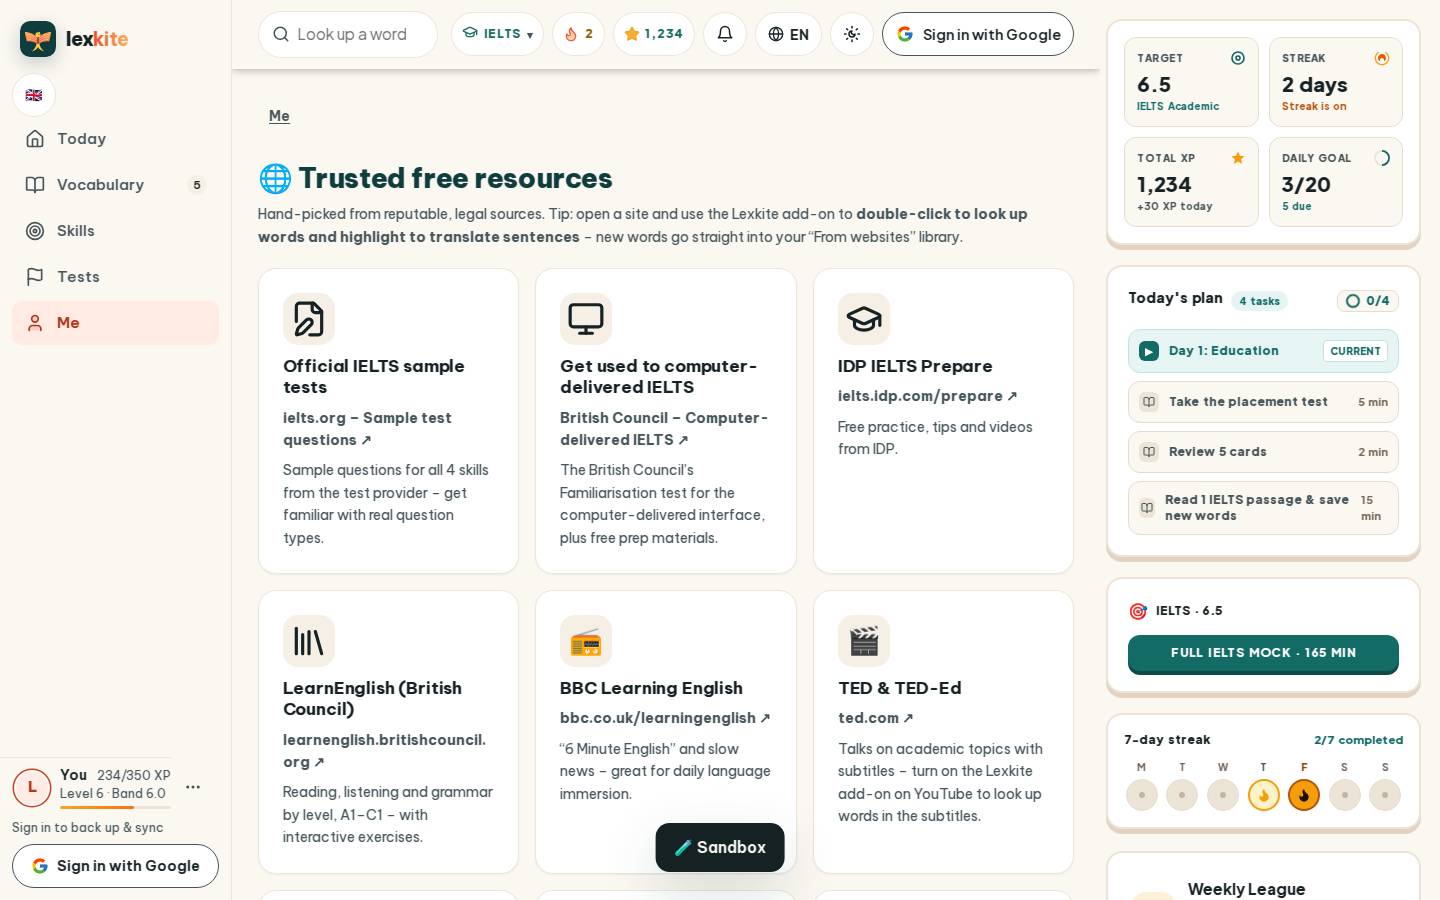 lexkite
Today
Vocabulary 5
Skills
Tests
Me
You 234/350 XP
L
Level 6 · Band 6.0
Sign in to back up & sync
Sign in with Google
Look up a word
IELTS ▾
2
1,234
EN
Sign in with Google
Me
🌐 Trusted free resources
Hand-picked from reputable, legal sources. Tip: open a site and use the Lexkite add-on to double-click to look up
words and highlight to translate sentences – new words go straight into your “From websites” library.
Official IELTS sample
tests
ielts.org – Sample test
questions ↗
Sample questions for all 4 skills
from the test provider – get
familiar with real question
types.
Get used to computer-
delivered IELTS
British Council – Computer-
delivered IELTS ↗
The British Council’s
Familiarisation test for the
computer-delivered interface,
plus free prep materials.
IDP IELTS Prepare
ielts.idp.com/prepare ↗
Free practice, tips and videos
from IDP.
LearnEnglish (British
Council)
learnenglish.britishcouncil.
org ↗
Reading, listening and grammar
by level, A1–C1 – with
interactive exercises.
BBC Learning English
bbc.co.uk/learningenglish ↗
“6 Minute English” and slow
news – great for daily language
immersion.
TED & TED-Ed
ted.com ↗
Talks on academic topics with
subtitles – turn on the Lexkite
add-on on YouTube to look up
words in the subtitles.
🧪 Sandbox
TARGET
6.5
IELTS Academic
STREAK
2 days
Streak is on
TOTAL XP
1,234
+30 XP today
DAILY GOAL
3/20
5 due
Today's plan 4 tasks 0/4
Day 1: Education CURRENT
Take the placement test 5 min
Review 5 cards 2 min
Read 1 IELTS passage & save 15
new words min
🎯 IELTS · 6.5
FULL IELTS MOCK · 165 MIN
7-day streak 2/7 completed
M T W T F S S
Weekly League